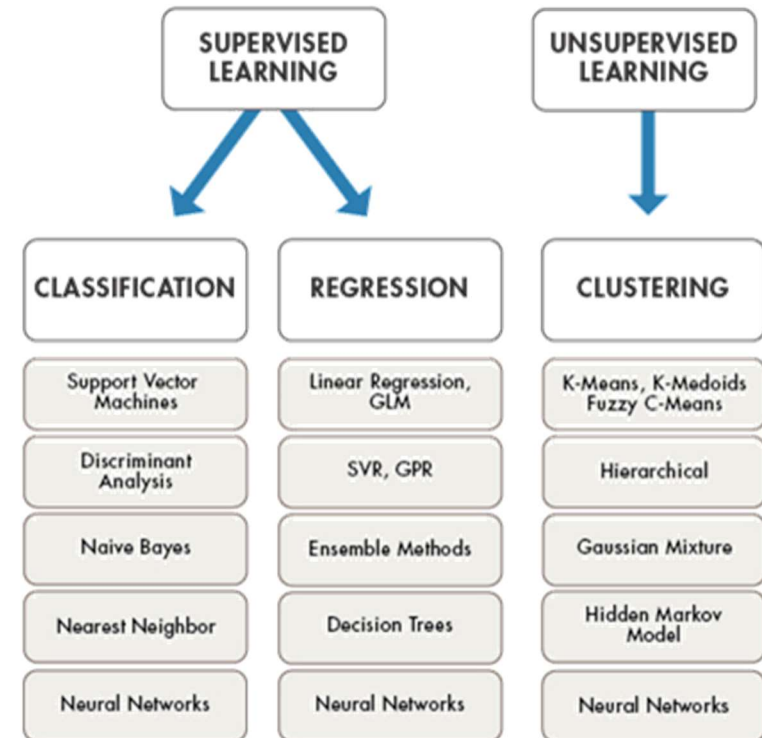 SUPERVISED
LEARNING
UNSUPERVISED
LEARNING
CLASSIFICATION
REGRESSION
CLUSTERING
Support Vector
Machines
Linear Regression,
GLM
K-Means, K-Medoids
Fuzzy C-Means
Discriminant
Analysis
SVR, GPR
Hierarchical
Naive Bayes
Ensemble Methods
Gaussian Mixture
Nearest Neighbor
Decision Trees
Hidden Markov
Model
Neural Networks
Neural Networks
Neural Networks